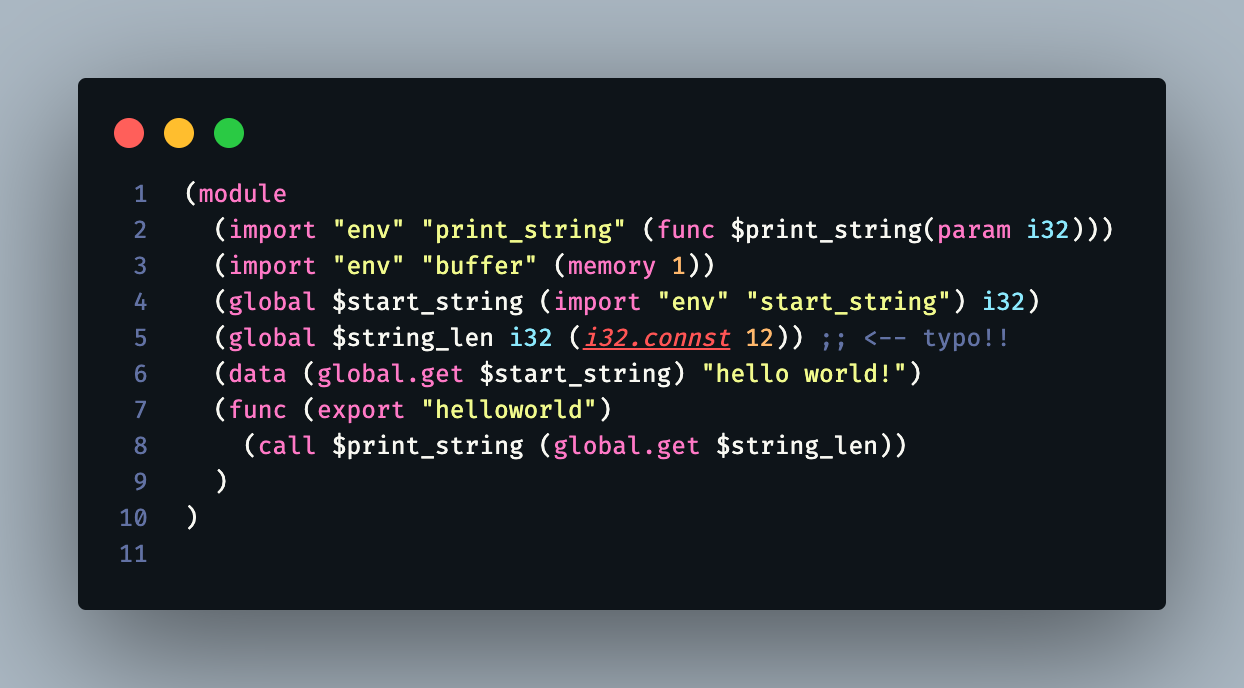 1 (module
2   (import "env" "print_string" (func $print_string(param i32)))
3   (import "env" "buffer" (memory 1))
4   (global $start_string (import "env" "start_string") i32)
5   (global $string_len i32 (i32.connst 12)) ;; <-- typo!!
6   (data (global.get $start_string) "hello world!")
7   (func (export "helloworld")
8     (call $print_string (global.get $string_len))
9   )
10 )
11